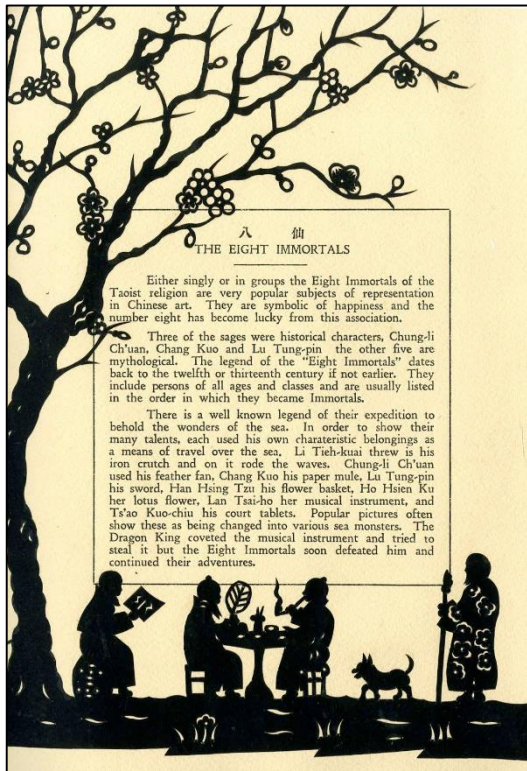 八 仙
THE EIGHT IMMORTALS
Either singly or in groups the Eight Immortals of the
Taoist religion are very popular subjects of representation
in Chinese art. They are symbolic of happiness and the
number eight has become lucky from this association.
Three of the sages were historical characters, Chung-li
Ch'uan, Chang Kuo and Lu Tung-pin the other five are
mythological. The legend of the "Eight Immortals" dates
back to the twelfth or thirteenth century if not earlier. They
include persons of all ages and classes and are usually listed
in the order in which they became Immortals.
There is a well known legend of their expedition to
behold the wonders of the sea. In order to show their
many talents, each used his own charateristic belongings as
a means of travel over the sea. Li Tieh-kuai threw is his
iron crutch and on it rode the waves. Chung-li Ch'uan
used his feather fan, Chang Kuo his paper mule, Lu Tung-pin
his sword, Han Hsing Tzu his flower basket, Ho Hsien Ku
her lotus flower, Lan Tsai-ho her musical instrument, and
Ts'ao Kuo-chiu his court tablets. Popular pictures often
show these as being changed into various sea monsters. The
Dragon King coveted the musical instrument and tried to
steal it but the Eight Immortals soon defeated him and
continued their adventures.